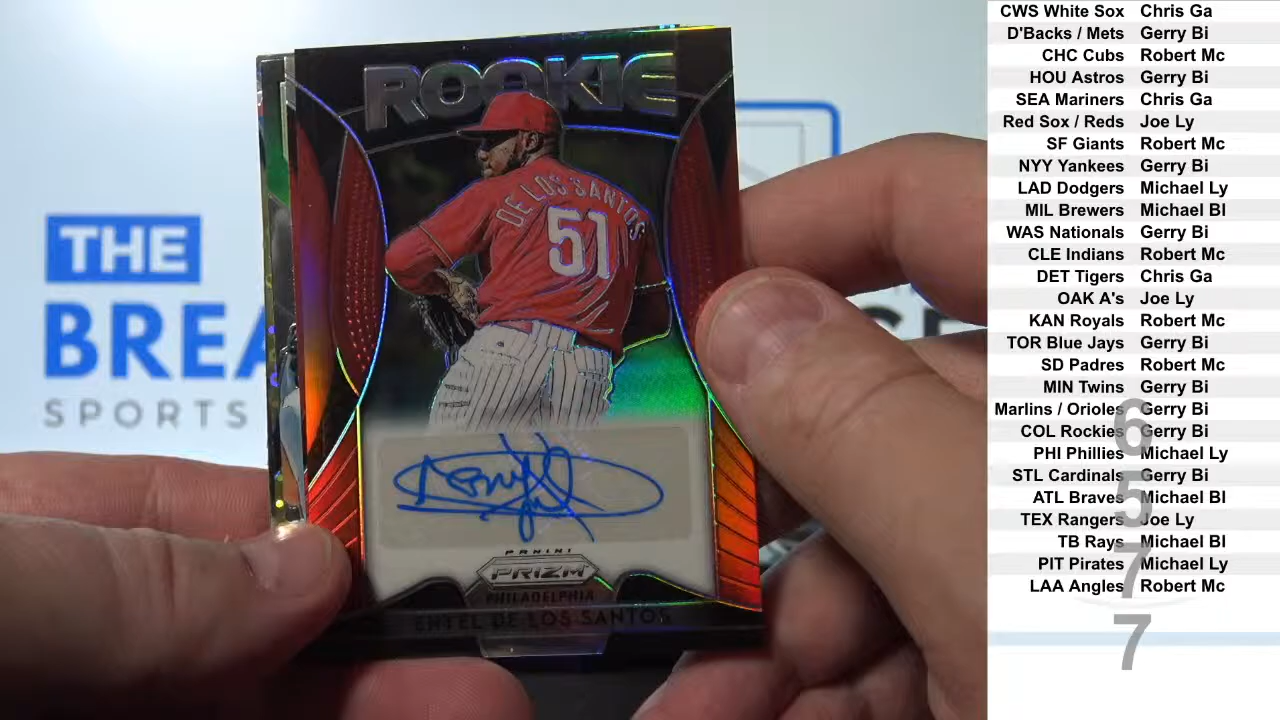 ROOKIE
DE LOS SANTOS
51
PANINI
PRIZM
PHILADELPHIA
ENYEL DE LOS SANTOS
THE
BREA
SPORTS
CWS White Sox Chris Ga
D'Backs / Mets Gerry Bi
CHC Cubs Robert Mc
HOU Astros Gerry Bi
SEA Mariners Chris Ga
Red Sox / Reds Joe Ly
SF Giants Robert Mc
NYY Yankees Gerry Bi
LAD Dodgers Michael Ly
MIL Brewers Michael Bl
WAS Nationals Gerry Bi
CLE Indians Robert Mc
DET Tigers Chris Ga
OAK A's Joe Ly
KAN Royals Robert Mc
TOR Blue Jays Gerry Bi
SD Padres Robert Mc
MIN Twins Gerry Bi
Marlins / Orioles Gerry Bi
COL Rockies Gerry Bi
PHI Phillies Michael Ly
STL Cardinals Gerry Bi
ATL Braves Michael Bl
TEX Rangers Joe Ly
TB Rays Michael Bl
PIT Pirates Michael Ly
LAA Angles Robert Mc
6
5
7
7